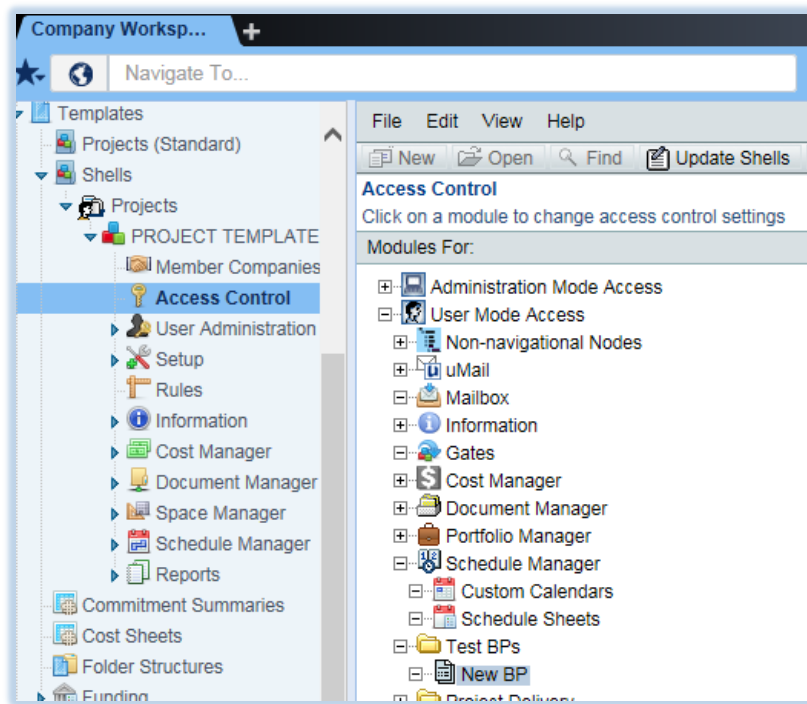 Company Worksp...
Navigate To...
Templates
Projects (Standard)
Shells
Projects
PROJECT TEMPLATE
Member Companies
Access Control
User Administration
Setup
Rules
Information
Cost Manager
Document Manager
Space Manager
Schedule Manager
Reports
Commitment Summaries
Cost Sheets
Folder Structures
Funding
File Edit View Help
New Open Find Update Shells
Access Control
Click on a module to change access control settings
Modules For:
Administration Mode Access
User Mode Access
Non-navigational Nodes
uMail
Mailbox
Information
Gates
Cost Manager
Document Manager
Portfolio Manager
Schedule Manager
Custom Calendars
Schedule Sheets
Test BPs
New BP
Project Delivery